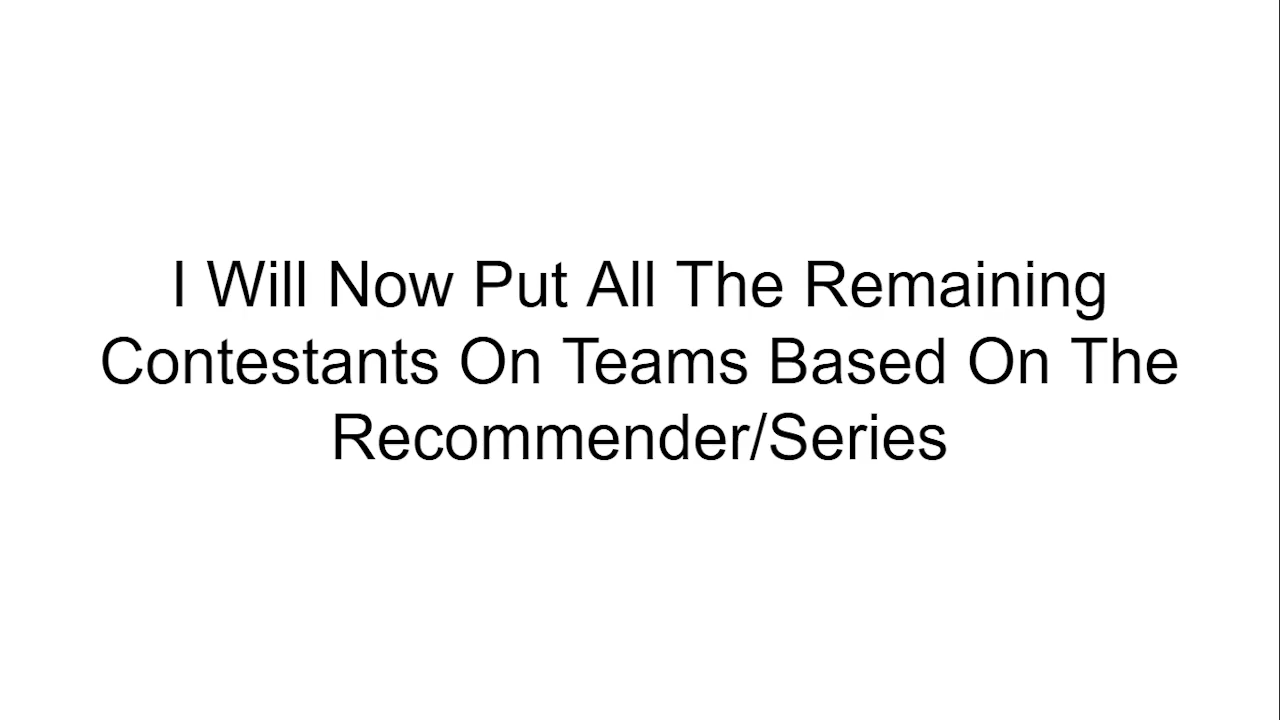 I Will Now Put All The Remaining
Contestants On Teams Based On The
Recommender/Series